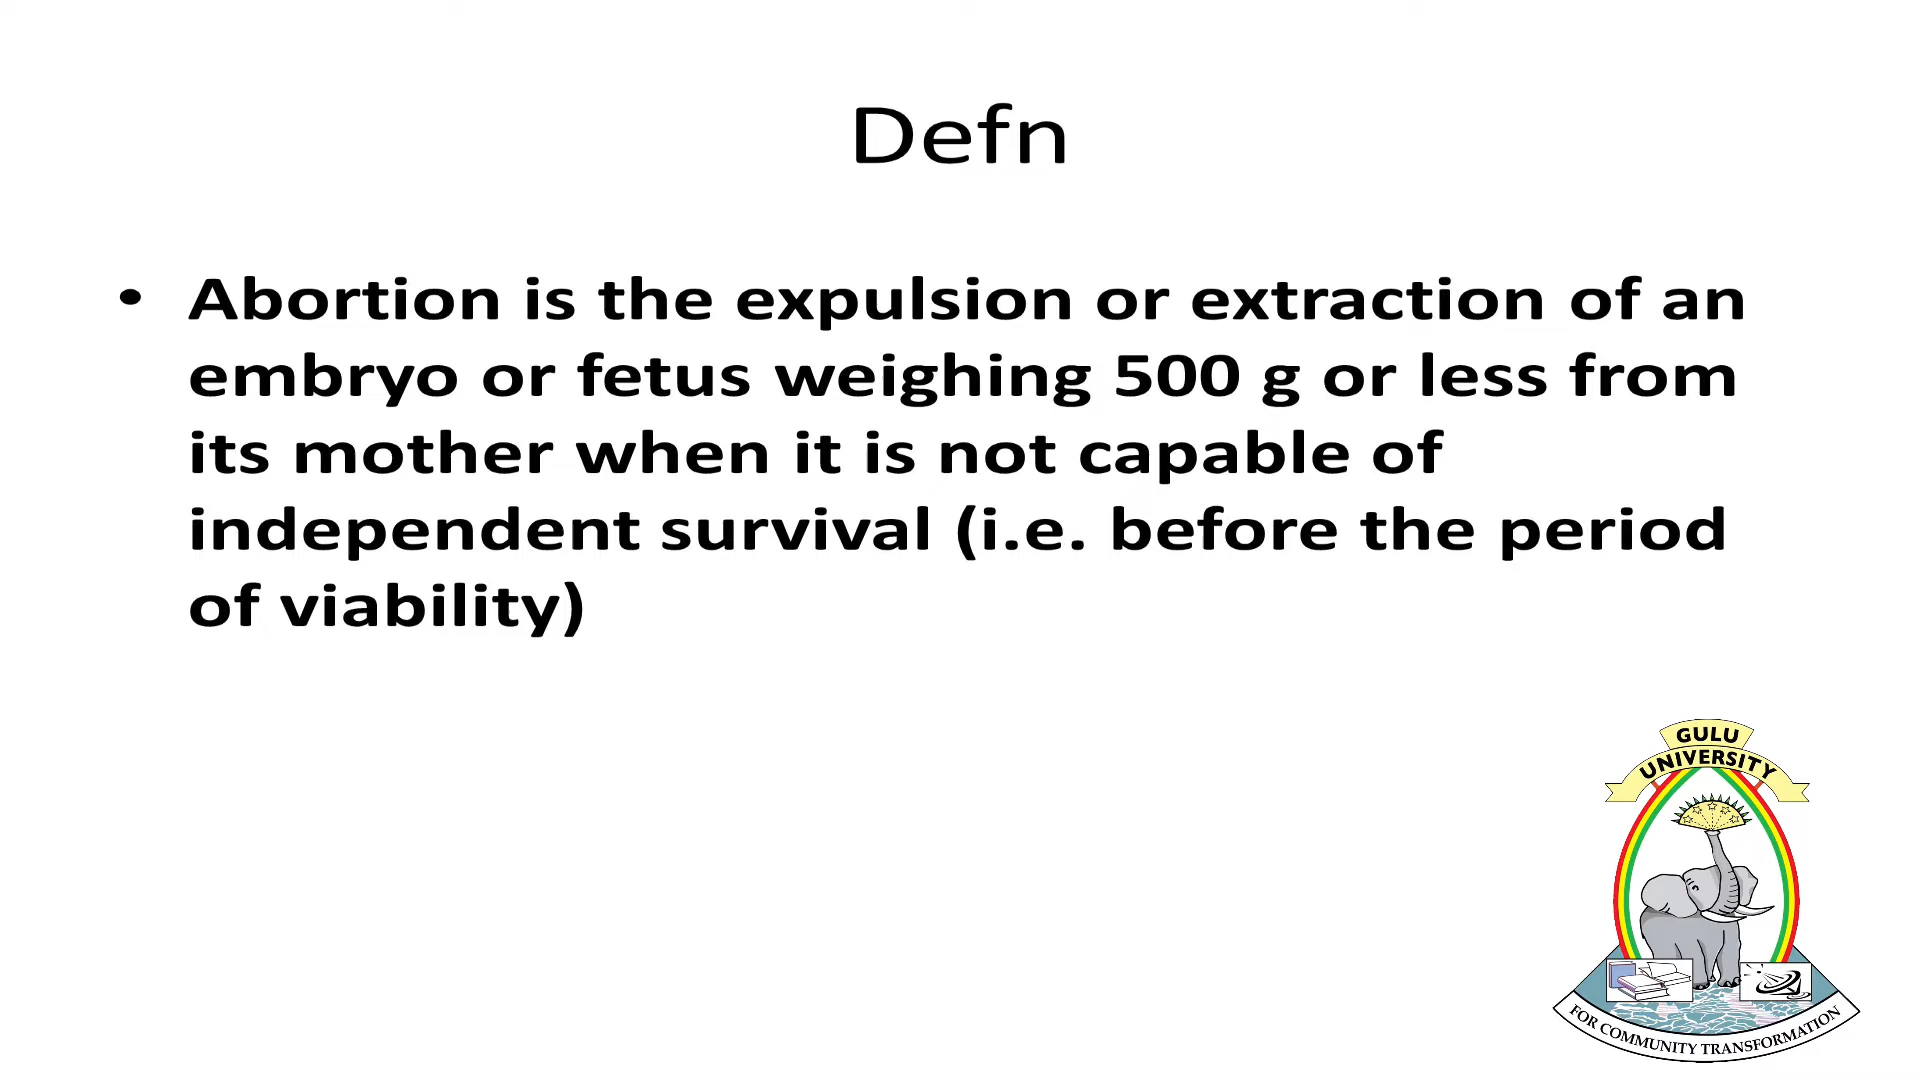 Defn
• Abortion is the expulsion or extraction of an
embryo or fetus weighing 500 g or less from
its mother when it is not capable of
independent survival (i.e. before the period
of viability)
GULU
UNIVERSITY
FOR COMMUNITY TRANSFORMATION